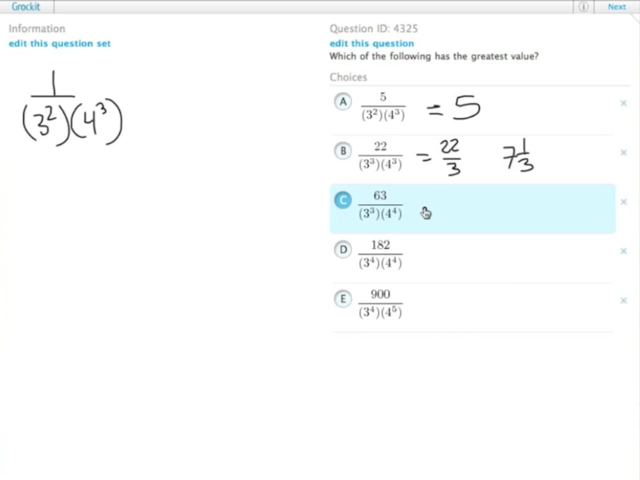 Grockit
Next
Information
edit this question set
Question ID: 4325
edit this question
Which of the following has the greatest value?
Choices
1/(3²)(4³)
A 5/(3²)(4³) = 5
B 22/(3³)(4³) = 22/3 7 1/3
C 63/(3³)(4⁴)
D 182/(3⁴)(4⁴)
E 900/(3⁴)(4⁵)